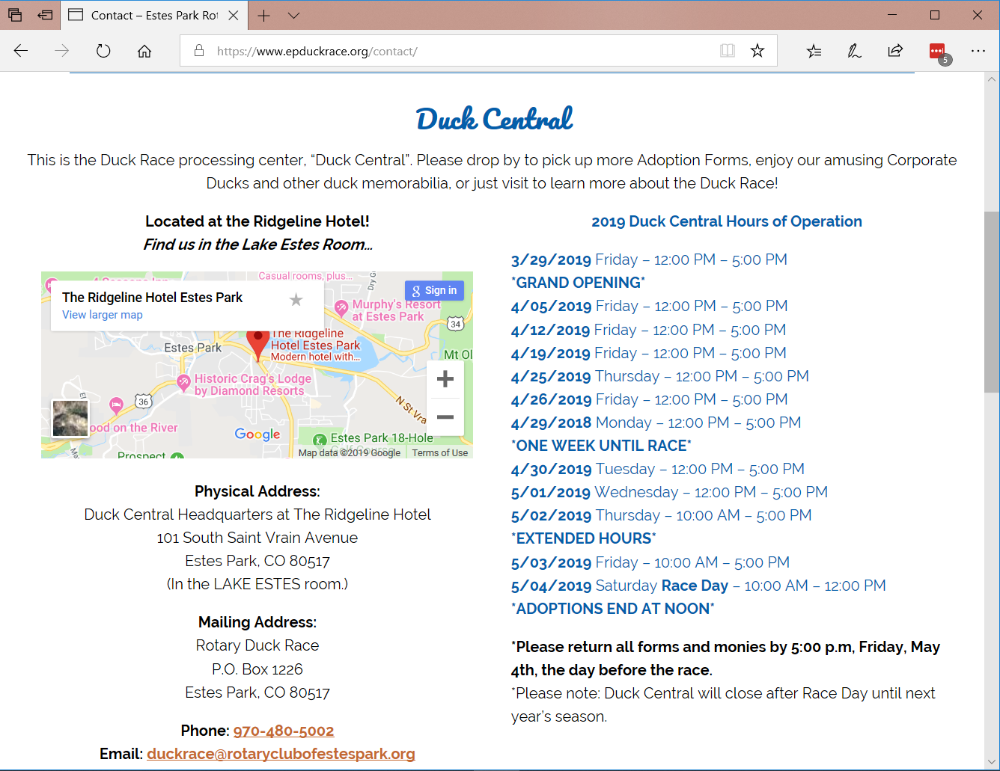 Contact – Estes Park Rot
https://www.epduckrace.org/contact/
5
Duck Central
This is the Duck Race processing center, “Duck Central”. Please drop by to pick up more Adoption Forms, enjoy our amusing Corporate
Ducks and other duck memorabilia, or just visit to learn more about the Duck Race!
Located at the Ridgeline Hotel!
Find us in the Lake Estes Room...
Casual rooms, plus...
Dry G
The Ridgeline Hotel Estes Park
View larger map
Sign in
Murphy's Resort
at Estes Park
34
The Ridgeline
Hotel Estes Park
Modern hotel with...
Estes Park
Mt Ol
Historic Crag's Lodge
by Diamond Resorts
36
N St Vra
ood on the River
Google
Estes Park 18-Hole
Golf Course
Prospect
Map data ©2019 Google
Terms of Use
Physical Address:
Duck Central Headquarters at The Ridgeline Hotel
101 South Saint Vrain Avenue
Estes Park, CO 80517
(In the LAKE ESTES room.)
Mailing Address:
Rotary Duck Race
P.O. Box 1226
Estes Park, CO 80517
Phone: 970-480-5002
Email: duckrace@rotaryclubofestespark.org
2019 Duck Central Hours of Operation
3/29/2019 Friday – 12:00 PM – 5:00 PM
*GRAND OPENING*
4/05/2019 Friday – 12:00 PM – 5:00 PM
4/12/2019 Friday – 12:00 PM – 5:00 PM
4/19/2019 Friday – 12:00 PM – 5:00 PM
4/25/2019 Thursday – 12:00 PM – 5:00 PM
4/26/2019 Friday – 12:00 PM – 5:00 PM
4/29/2018 Monday – 12:00 PM – 5:00 PM
*ONE WEEK UNTIL RACE*
4/30/2019 Tuesday – 12:00 PM – 5:00 PM
5/01/2019 Wednesday – 12:00 PM – 5:00 PM
5/02/2019 Thursday – 10:00 AM – 5:00 PM
*EXTENDED HOURS*
5/03/2019 Friday – 10:00 AM – 5:00 PM
5/04/2019 Saturday Race Day – 10:00 AM – 12:00 PM
*ADOPTIONS END AT NOON*
*Please return all forms and monies by 5:00 p.m, Friday, May
4th, the day before the race.
*Please note: Duck Central will close after Race Day until next
year’s season.